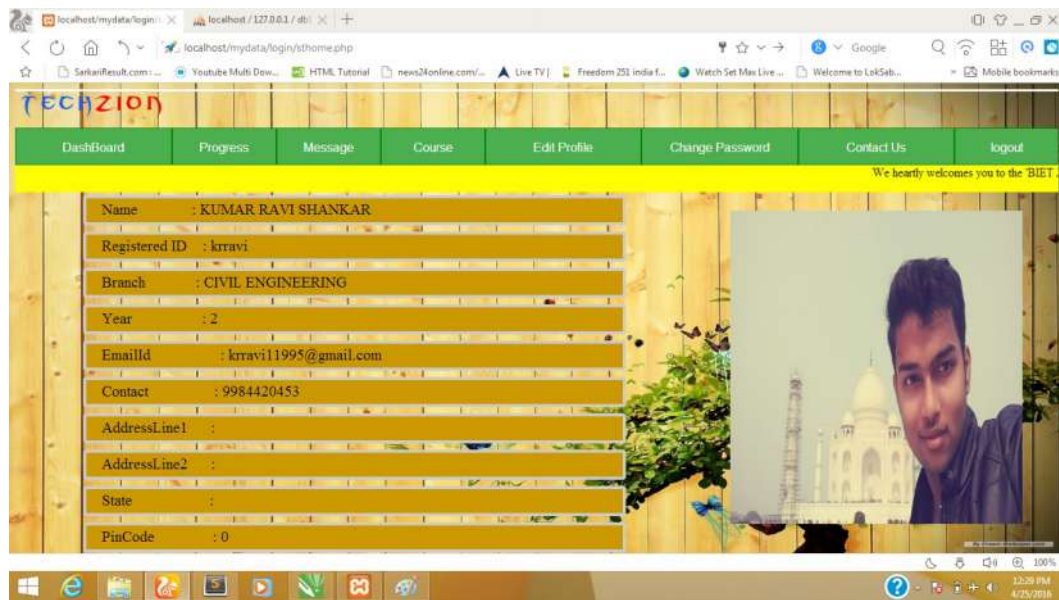 localhost/mydata/login/
localhost / 127.0.0.1 / db
localhost/mydata/login/sthome.php
Google
SarkariResult.com : ...
Youtube Multi Dow...
HTML Tutorial
news24online.com/...
Live TV |
Freedom 251 india f...
Watch Set Max Live ...
Welcome to LokSab...
Mobile bookmarks
TECHZION
DashBoard
Progress
Message
Course
Edit Profile
Change Password
Contact Us
logout
We heartly welcomes you to the 'BIET
Name : KUMAR RAVI SHANKAR
Registered ID : krravi
Branch : CIVIL ENGINEERING
Year : 2
EmailId : krravi11995@gmail.com
Contact : 9984420453
AddressLine1 :
AddressLine2 :
State :
PinCode : 0
100%
12:29 PM
4/25/2016